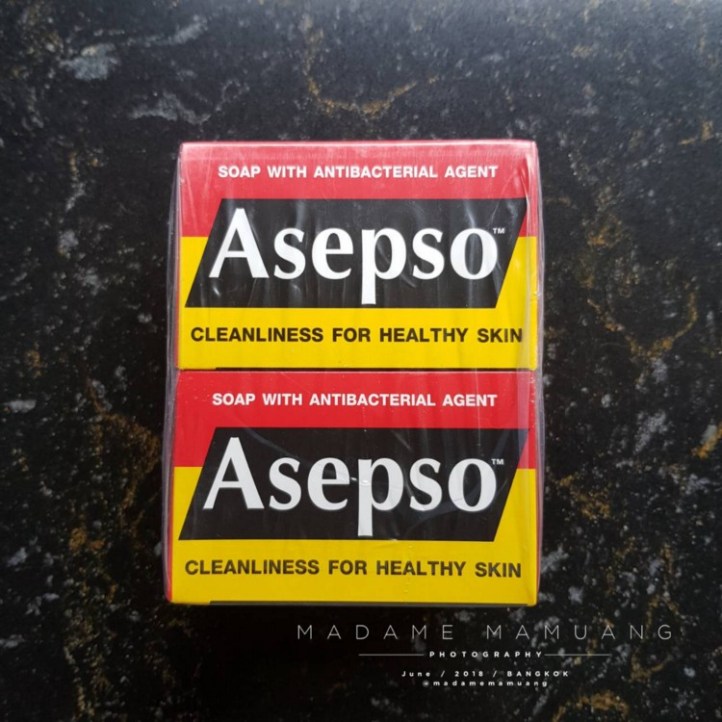 SOAP WITH ANTIBACTERIAL AGENT
Asepso™
CLEANLINESS FOR HEALTHY SKIN
SOAP WITH ANTIBACTERIAL AGENT
Asepso™
CLEANLINESS FOR HEALTHY SKIN
MADAME MAMUANG
PHOTOGRAPHY
June / 2018 / BANGKOK
@madamemamuang